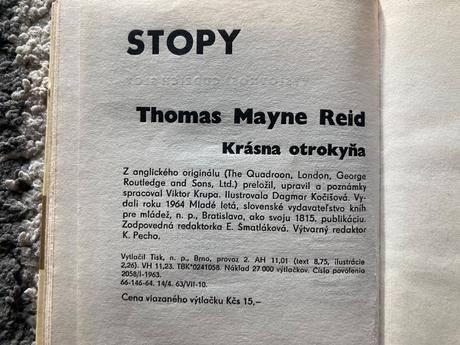 STOPY
Thomas Mayne Reid
Krásna otrokyňa
Z anglického originálu (The Quadroon, London, George
Routledge and Sons, Ltd.) preložil, upravil a poznámky
spracoval Viktor Krupa. Ilustrovala Dagmar Kočišová. Vy-
dali roku 1964 Mladé letá, slovenské vydavateľstvo kníh
pre mládež, n. p., Bratislava, ako svoju 1815. publikáciu.
Zodpovedná redaktorka E. Smatláková. Výtvarný redaktor
K. Pecho.
Vytlačil Tisk, n. p., Brno, provoz 2. AH 11,01 (text 8,75, ilustrácie
2,26). VH 11,23. TBK*0241058. Náklad 27 000 výtlačkov. Číslo povolenia
2058/I-1963.
66-146-64. 14/4. 63/VII-10.
Cena viazaného výtlačku Kčs 15,—